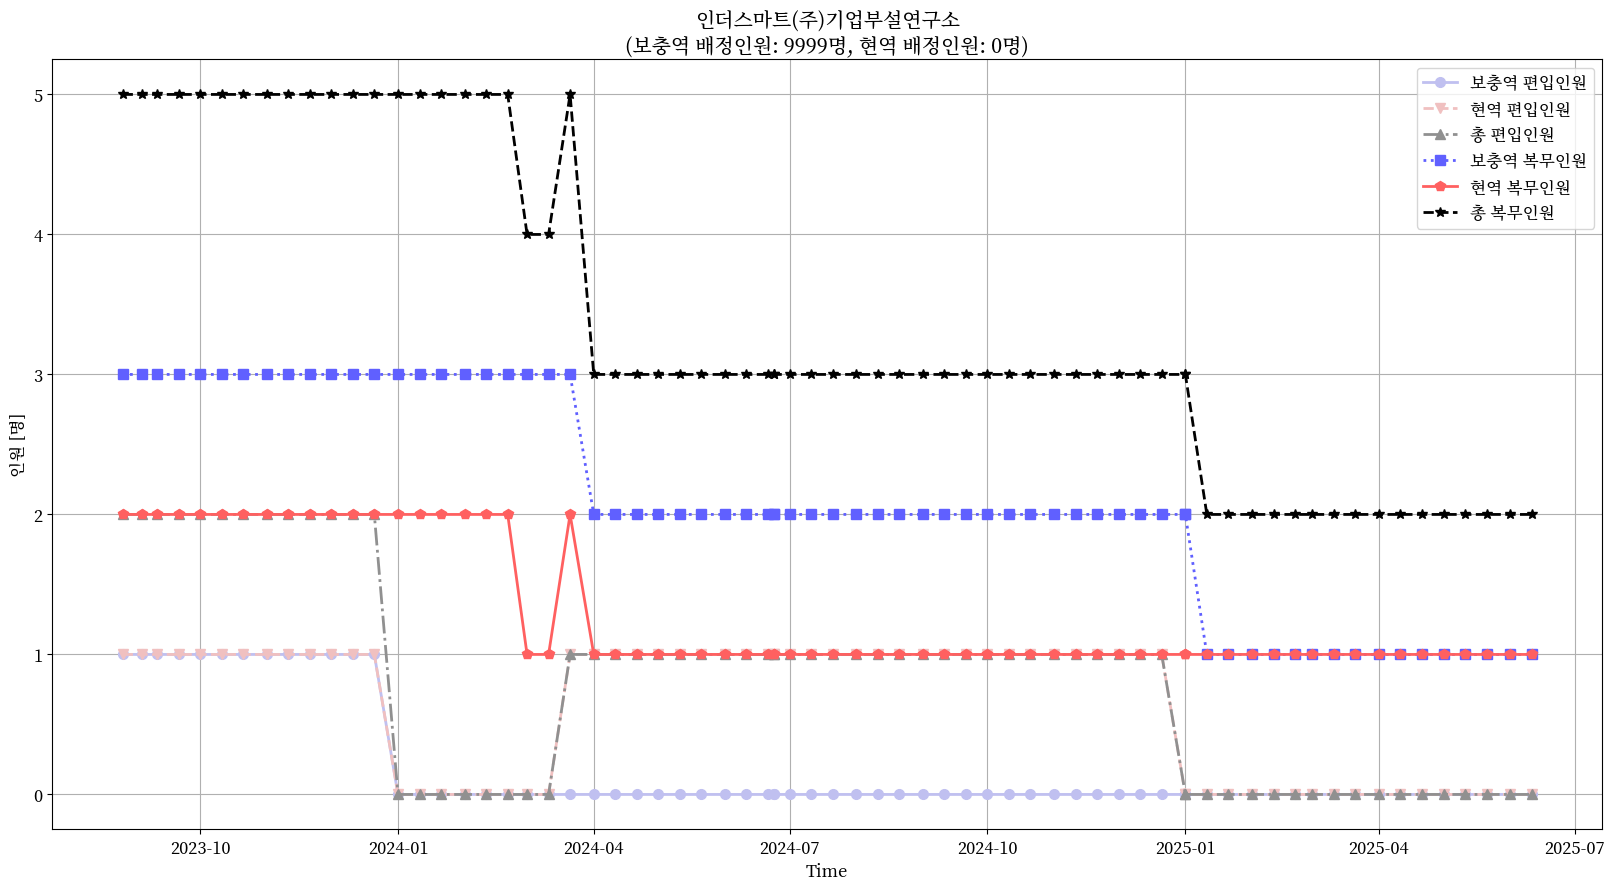 인더스마트(주)기업부설연구소
(보충역 배정인원: 9999명, 현역 배정인원: 0명)
보충역 편입인원
현역 편입인원
총 편입인원
보충역 복무인원
현역 복무인원
총 복무인원
인원 [명]
5
4
3
2
1
0
2023-10
2024-01
2024-04
2024-07
2024-10
2025-01
2025-04
2025-07
Time